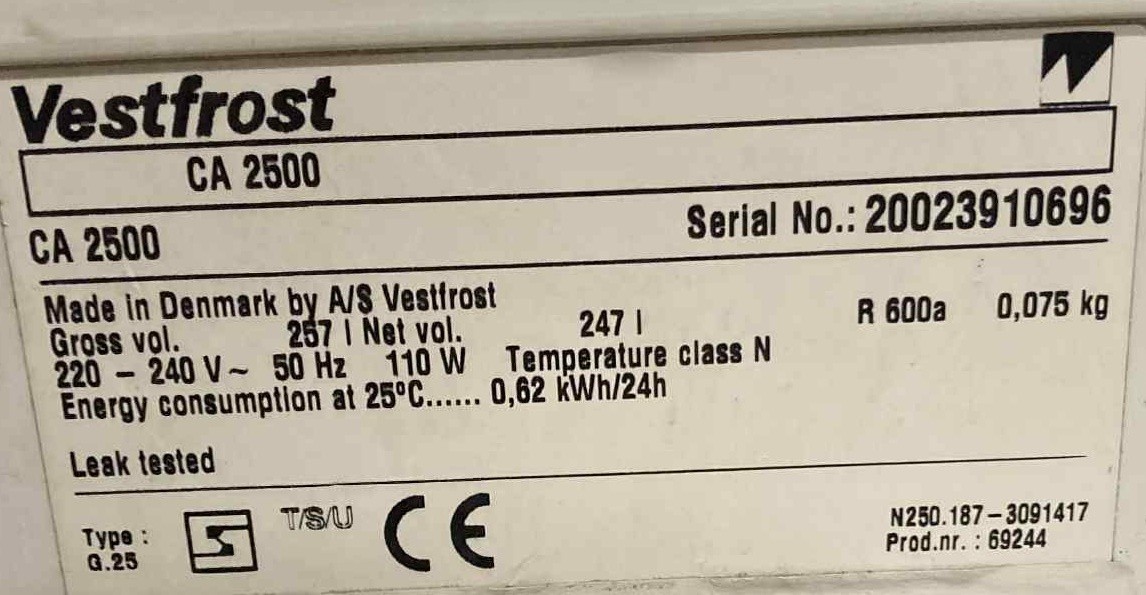 Vestfrost
CA 2500
CA 2500 Serial No.: 20023910696
Made in Denmark by A/S Vestfrost
Gross vol. 257 l Net vol. 247 l R 600a 0,075 kg
220 – 240 V ~ 50 Hz 110 W Temperature class N
Energy consumption at 25ºC...... 0,62 kWh/24h
Leak tested
Type : G.25
S T/S/U CE
N250.187–3091417
Prod.nr. : 69244